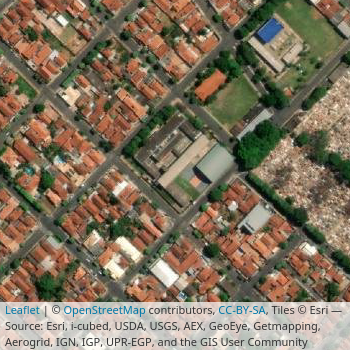 Leaflet | © OpenStreetMap contributors, CC-BY-SA, Tiles © Esri —
Source: Esri, i-cubed, USDA, USGS, AEX, GeoEye, Getmapping,
Aerogrid, IGN, IGP, UPR-EGP, and the GIS User Community